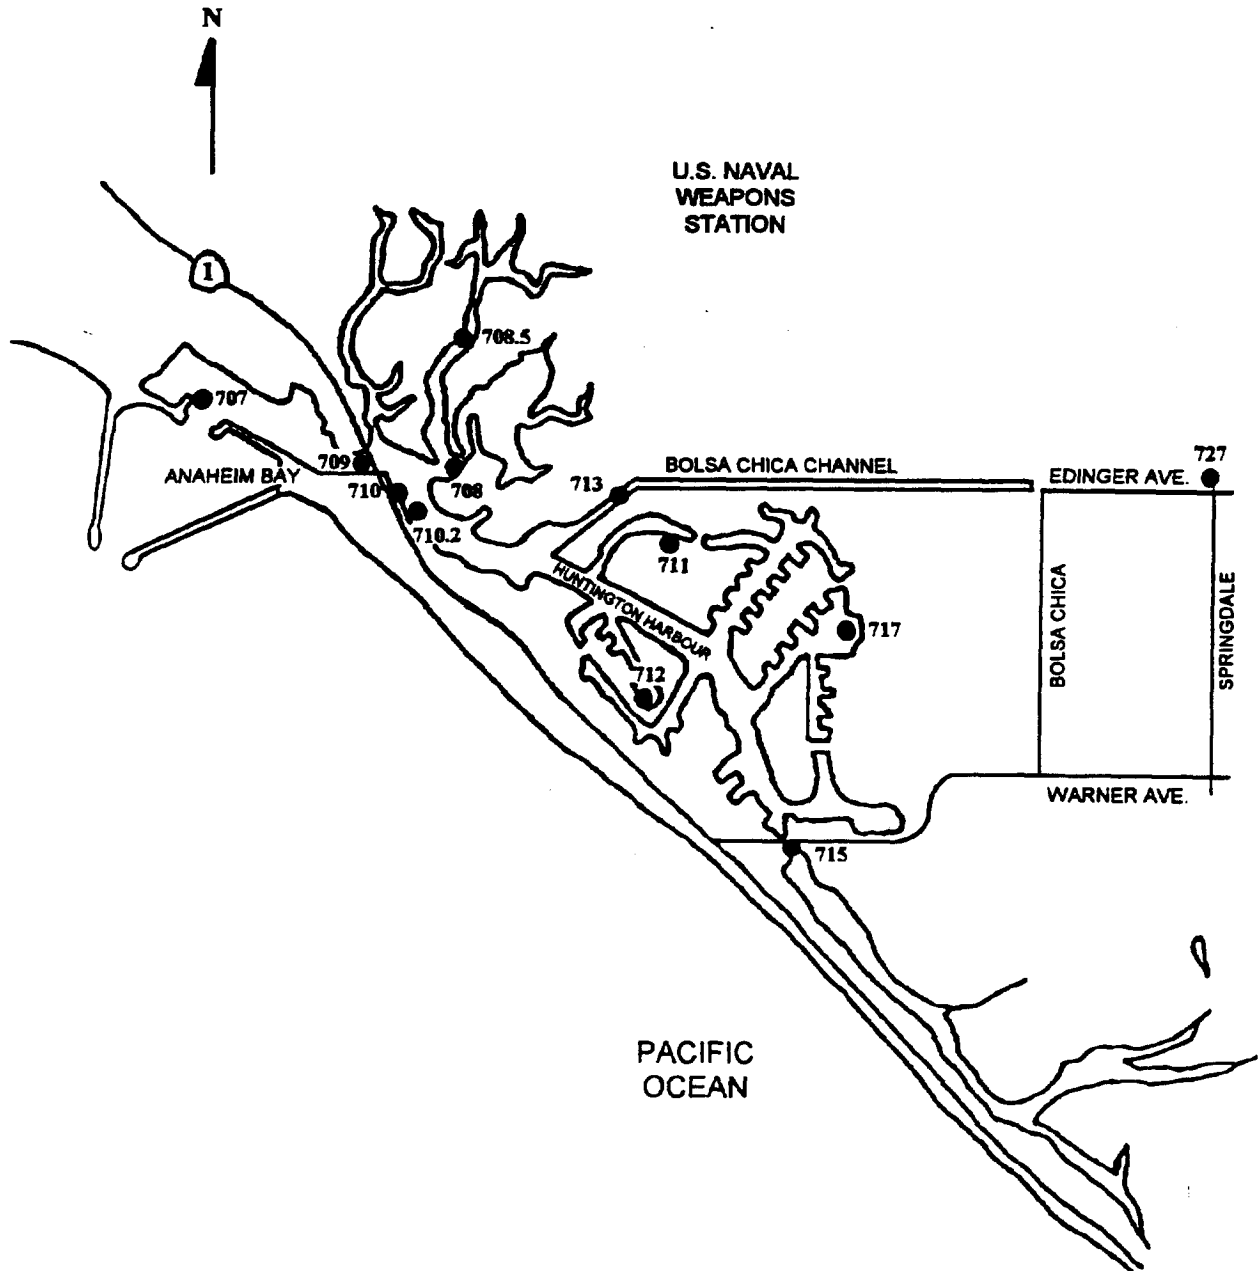 N
U.S. NAVAL
WEAPONS
STATION
1
708.5
707
709
ANAHEIM BAY
710
708
713
BOLSA CHICA CHANNEL
727
EDINGER AVE.
710.2
711
HUNTINGTON HARBOUR
717
BOLSA CHICA
SPRINGDALE
712
WARNER AVE.
715
PACIFIC
OCEAN